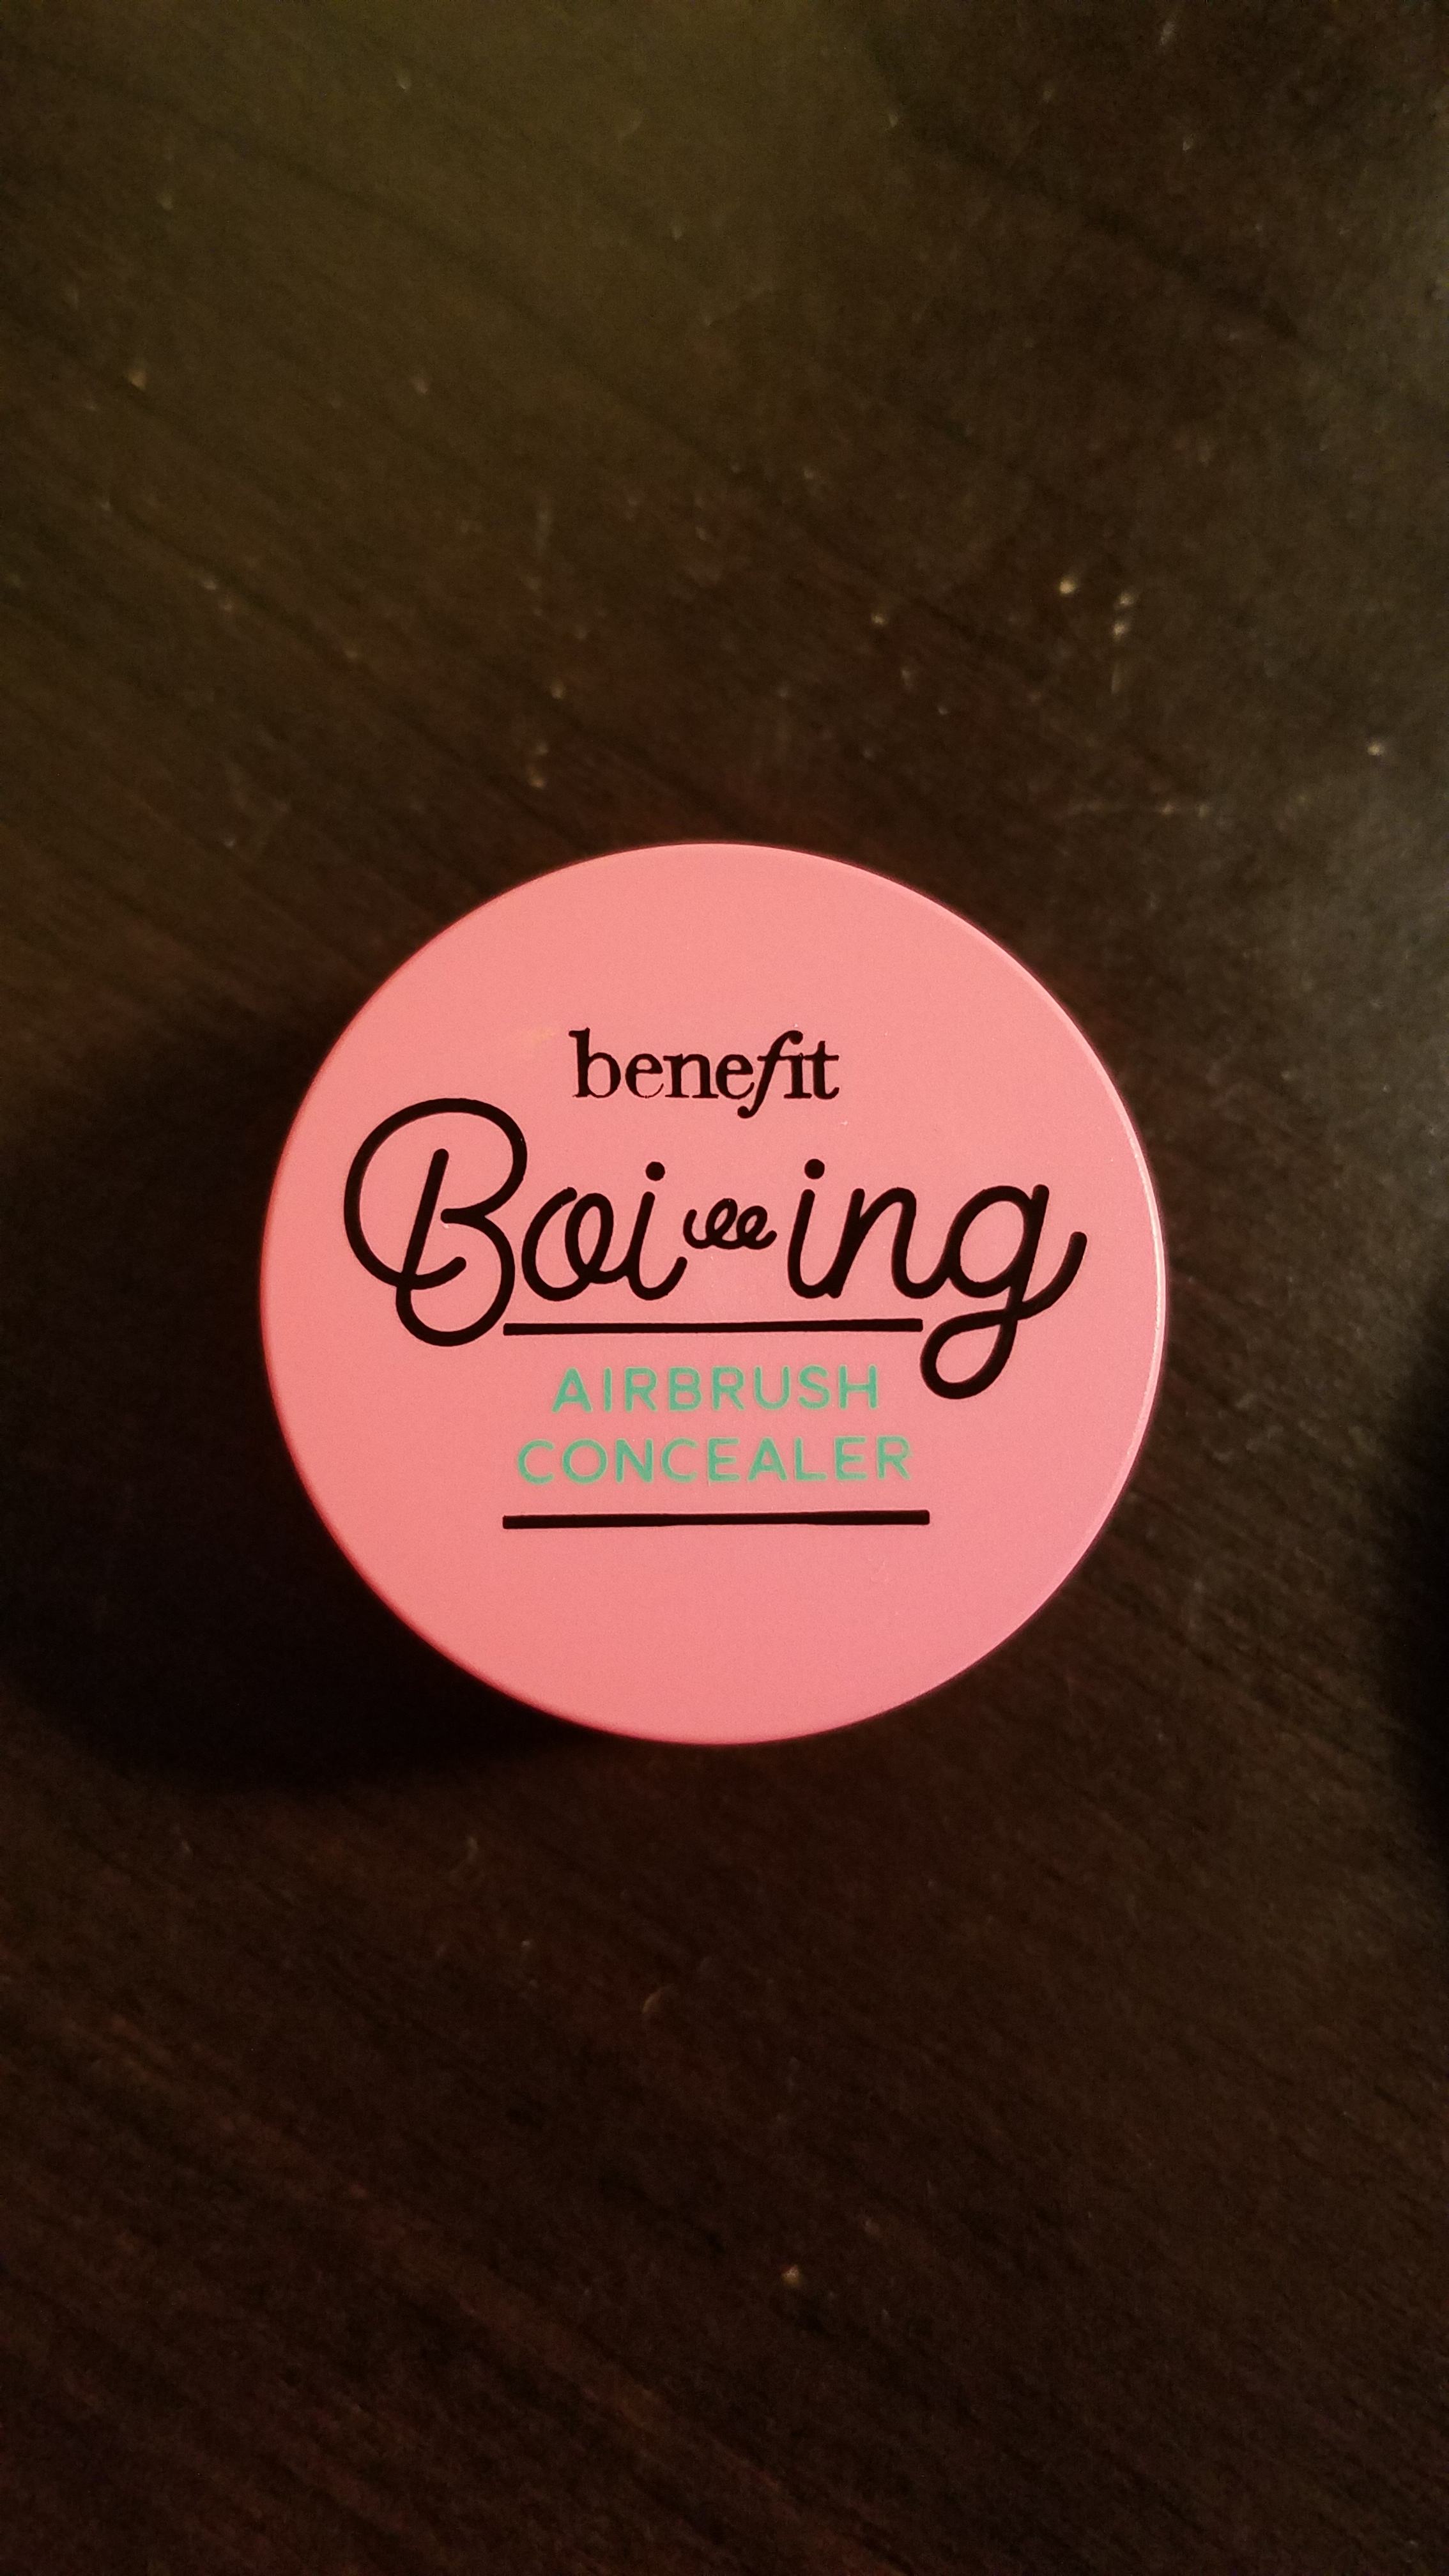 benefit
Boi-ing
AIRBRUSH
CONCEALER